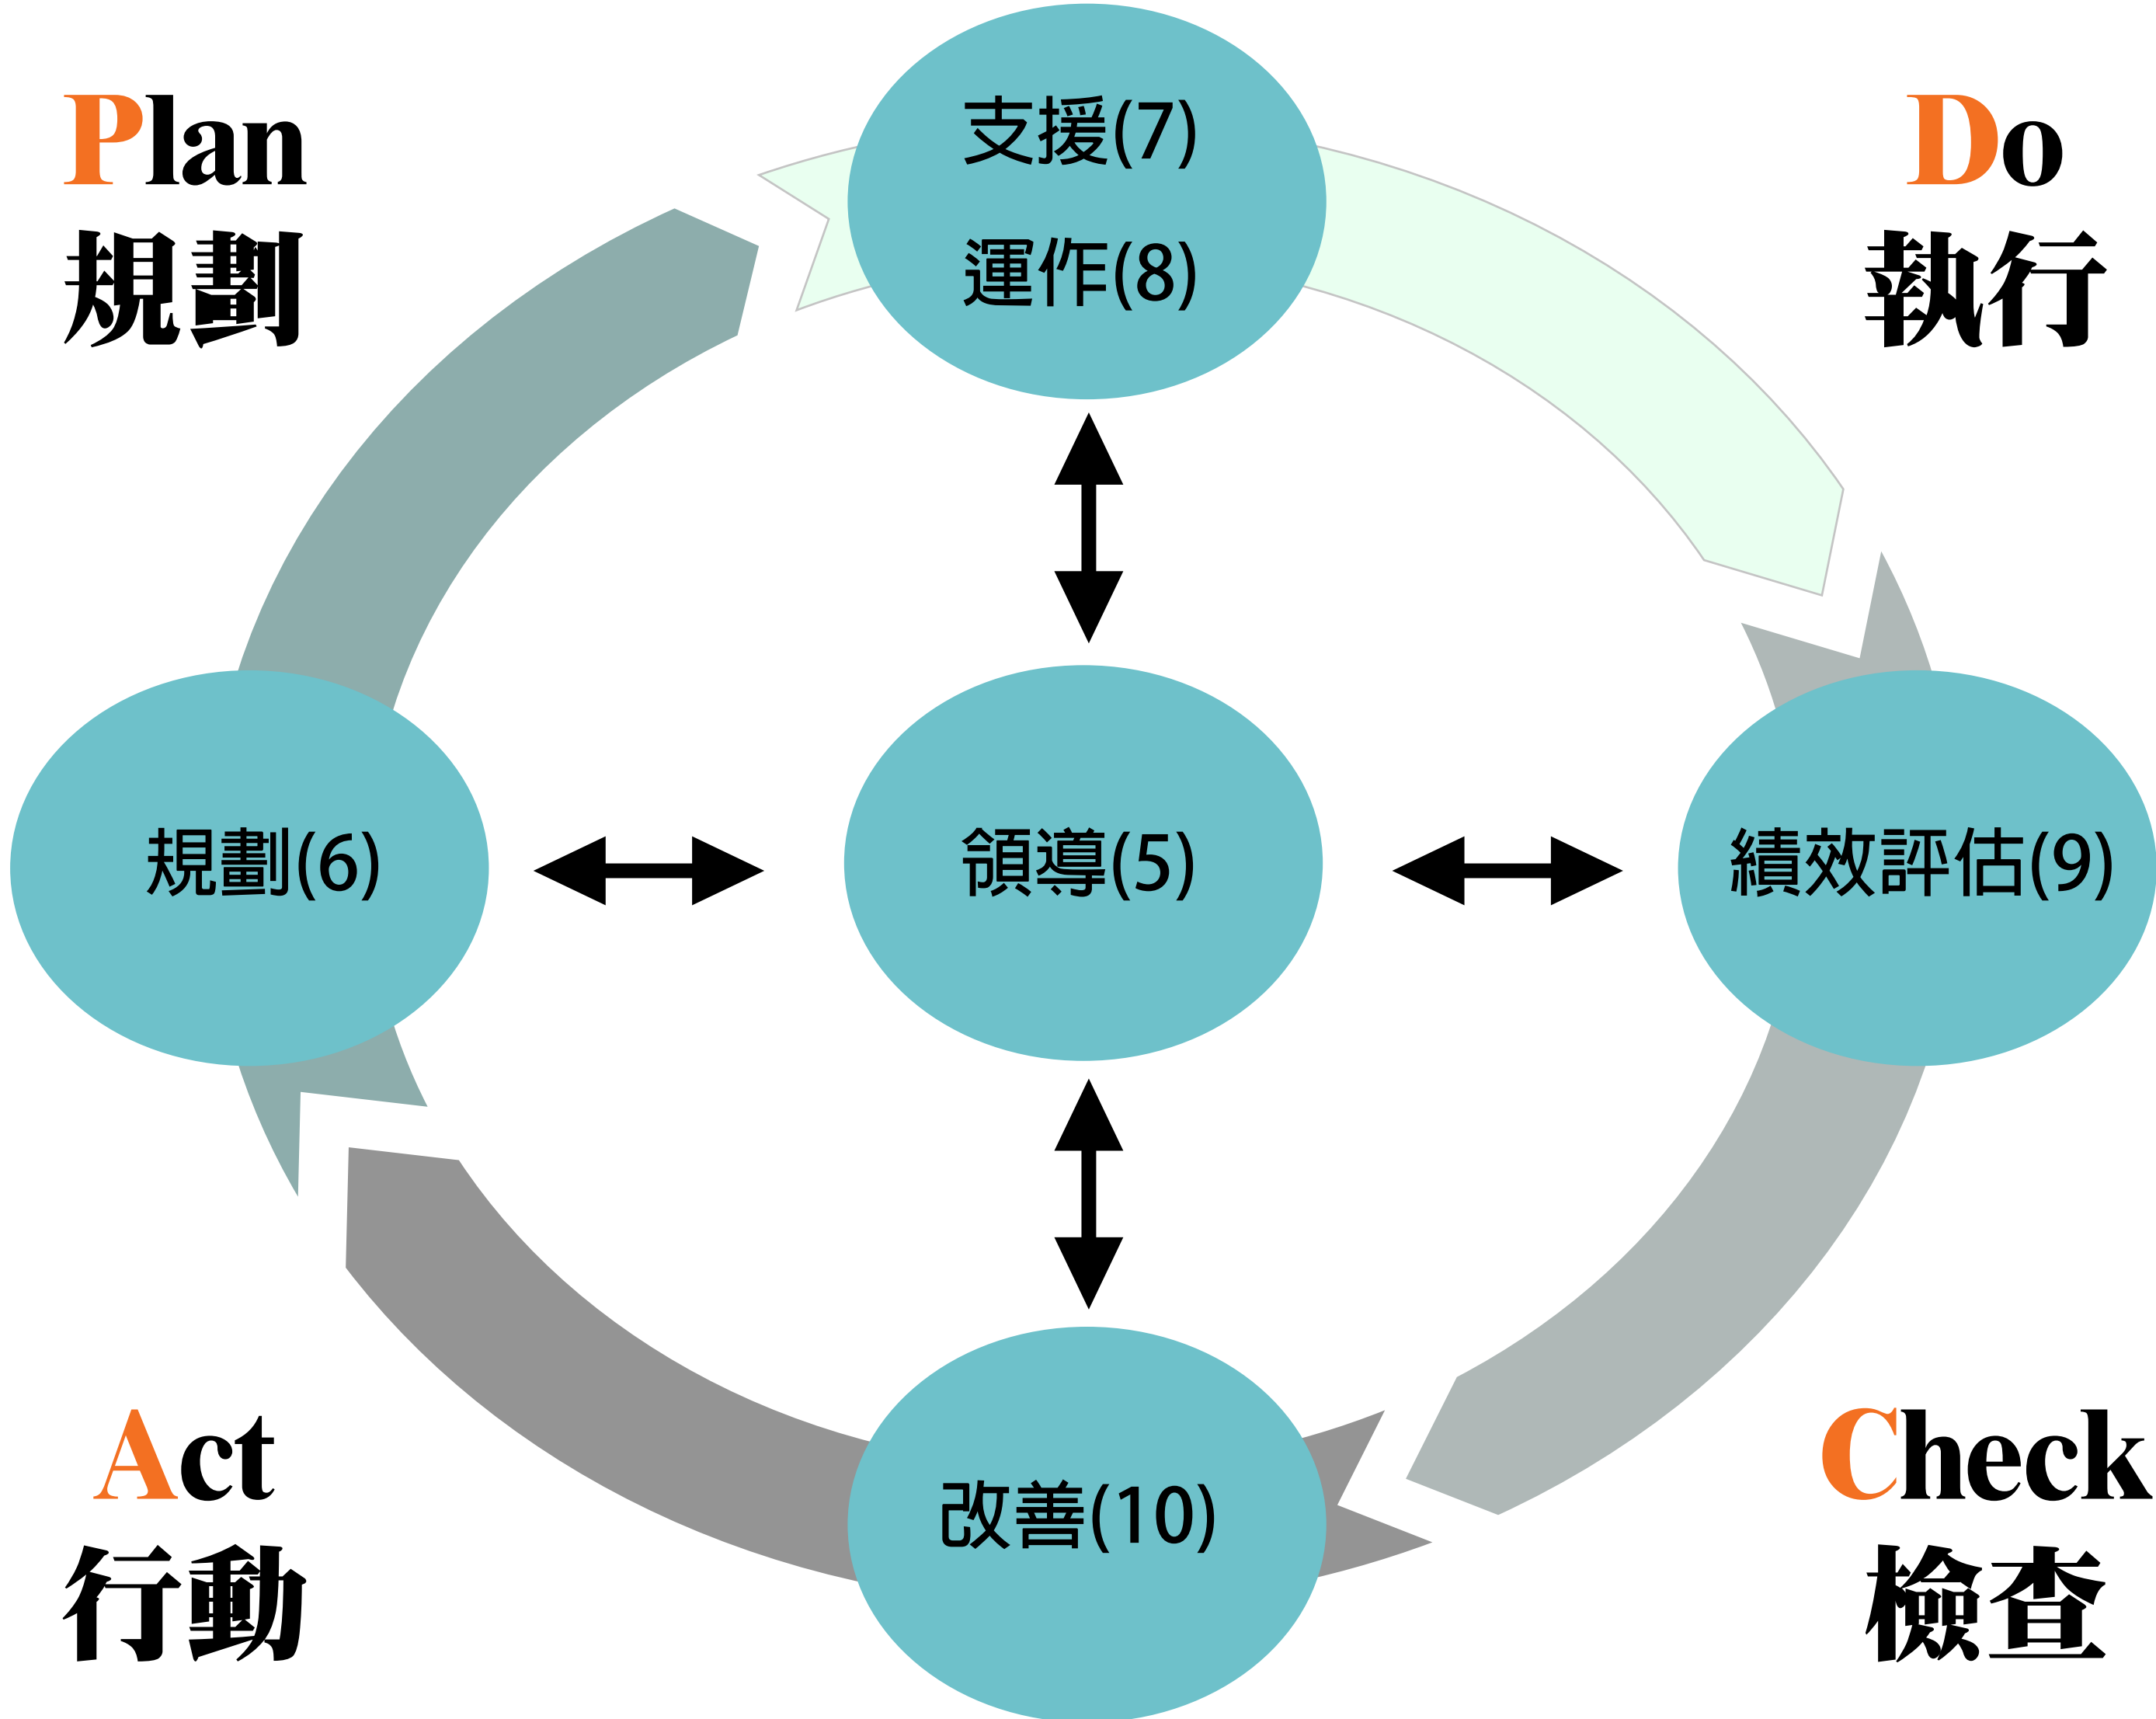 Plan
規劃
支援(7)
運作(8)
Do
執行
規劃(6)
領導(5)
績效評估(9)
Act
行動
改善(10)
Check
檢查